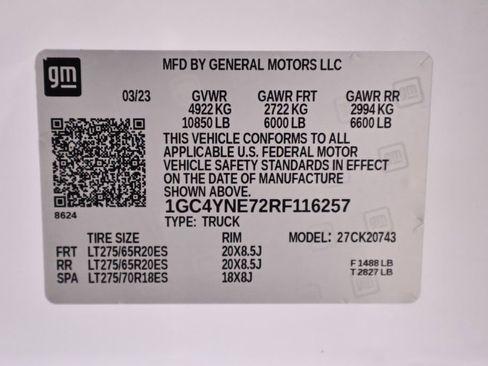 gm
MFD BY GENERAL MOTORS LLC
03/23 GVWR GAWR FRT GAWR RR
4922 KG 2722 KG 2994 KG
10850 LB 6000 LB 6600 LB
THIS VEHICLE CONFORMS TO ALL
APPLICABLE U.S. FEDERAL MOTOR
VEHICLE SAFETY STANDARDS IN EFFECT
ON THE DATE OF MANUFACTURE
SHOWN ABOVE.
8624
1GC4YNE72RF116257
TYPE: TRUCK
TIRE SIZE RIM MODEL: 27CK20743
FRT LT275/65R20ES 20X8.5J
RR LT275/65R20ES 20X8.5J
SPA LT275/70R18ES 18X8J
F 1488 LB
T 2827 LB